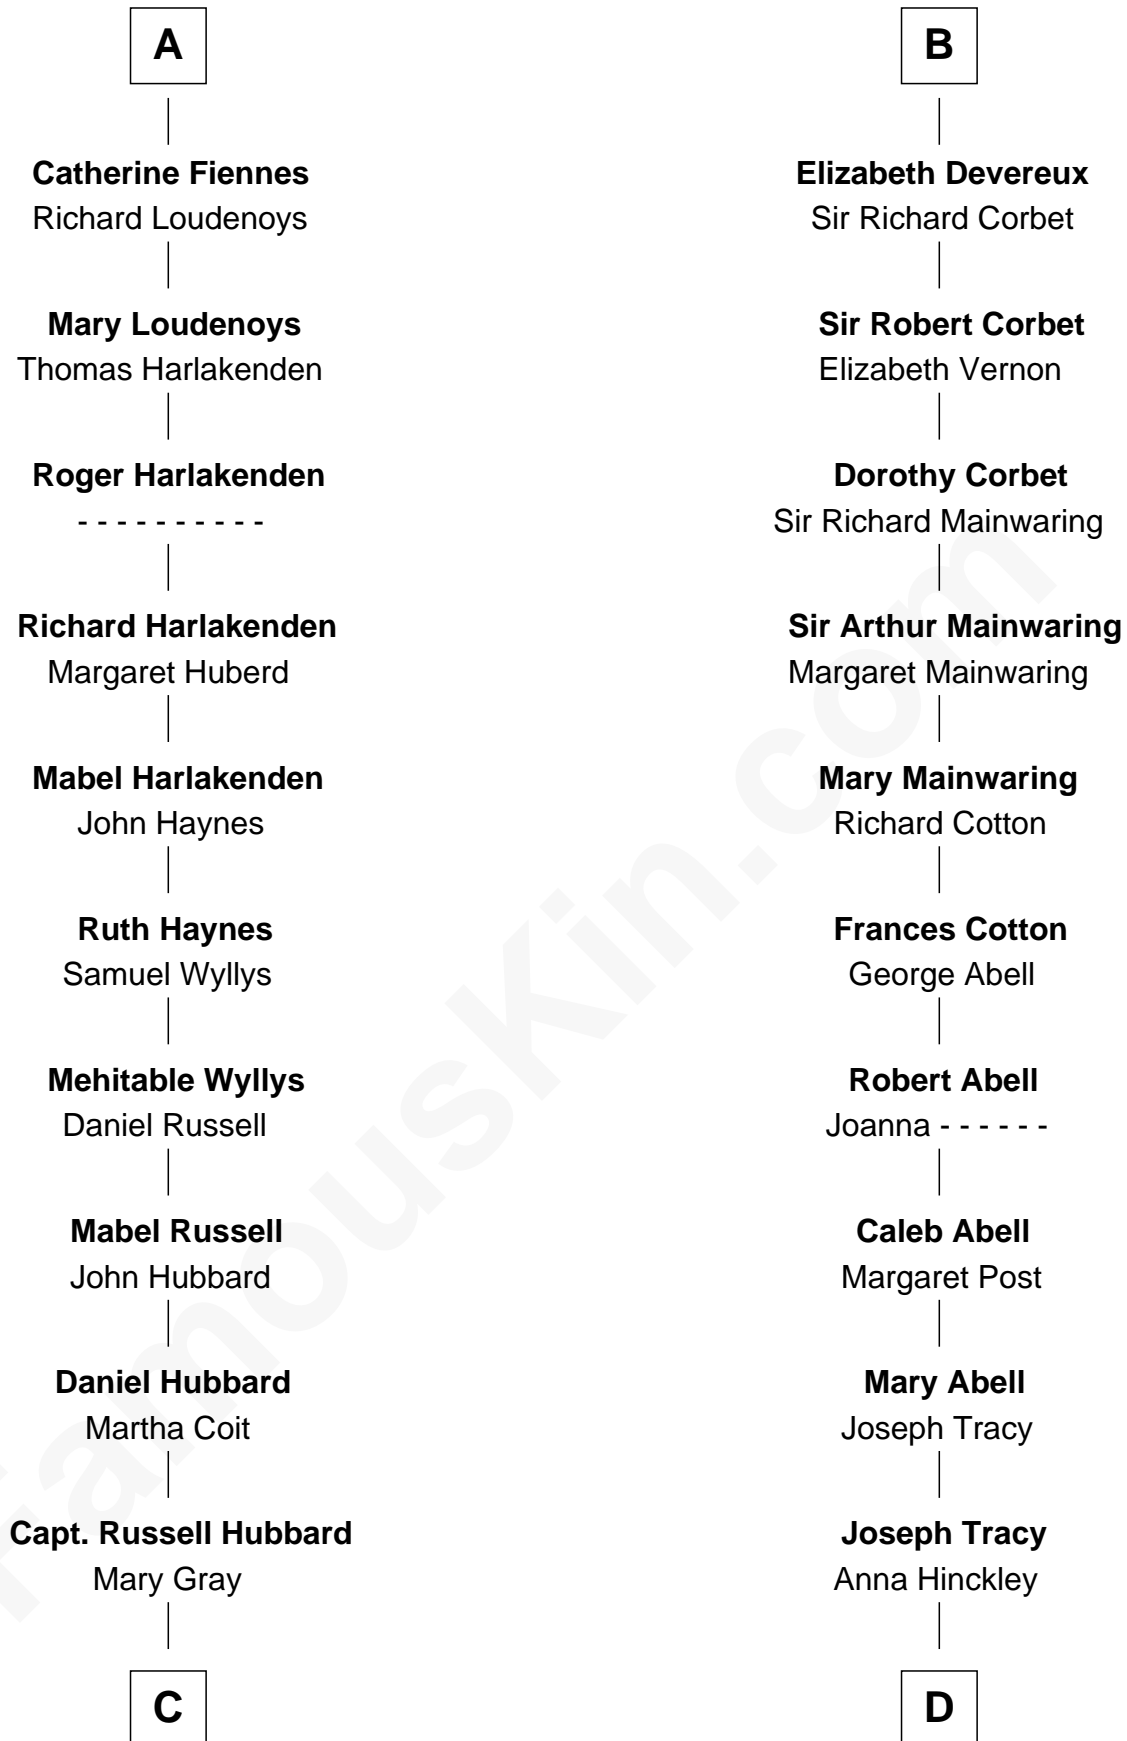 A
Catherine Fiennes
Richard Loudenoys
Mary Loudenoys
Thomas Harlakenden
Roger Harlakenden
- - - - - - - - - -
Richard Harlakenden
Margaret Huberd
Mabel Harlakenden
John Haynes
Ruth Haynes
Samuel Wyllys
Mehitable Wyllys
Daniel Russell
Mabel Russell
John Hubbard
Daniel Hubbard
Martha Coit
Capt. Russell Hubbard
Mary Gray
C
B
Elizabeth Devereux
Sir Richard Corbet
Sir Robert Corbet
Elizabeth Vernon
Dorothy Corbet
Sir Richard Mainwaring
Sir Arthur Mainwaring
Margaret Mainwaring
Mary Mainwaring
Richard Cotton
Frances Cotton
George Abell
Robert Abell
Joanna - - - - - -
Caleb Abell
Margaret Post
Mary Abell
Joseph Tracy
Joseph Tracy
Anna Hinckley
D
FamousKin.com